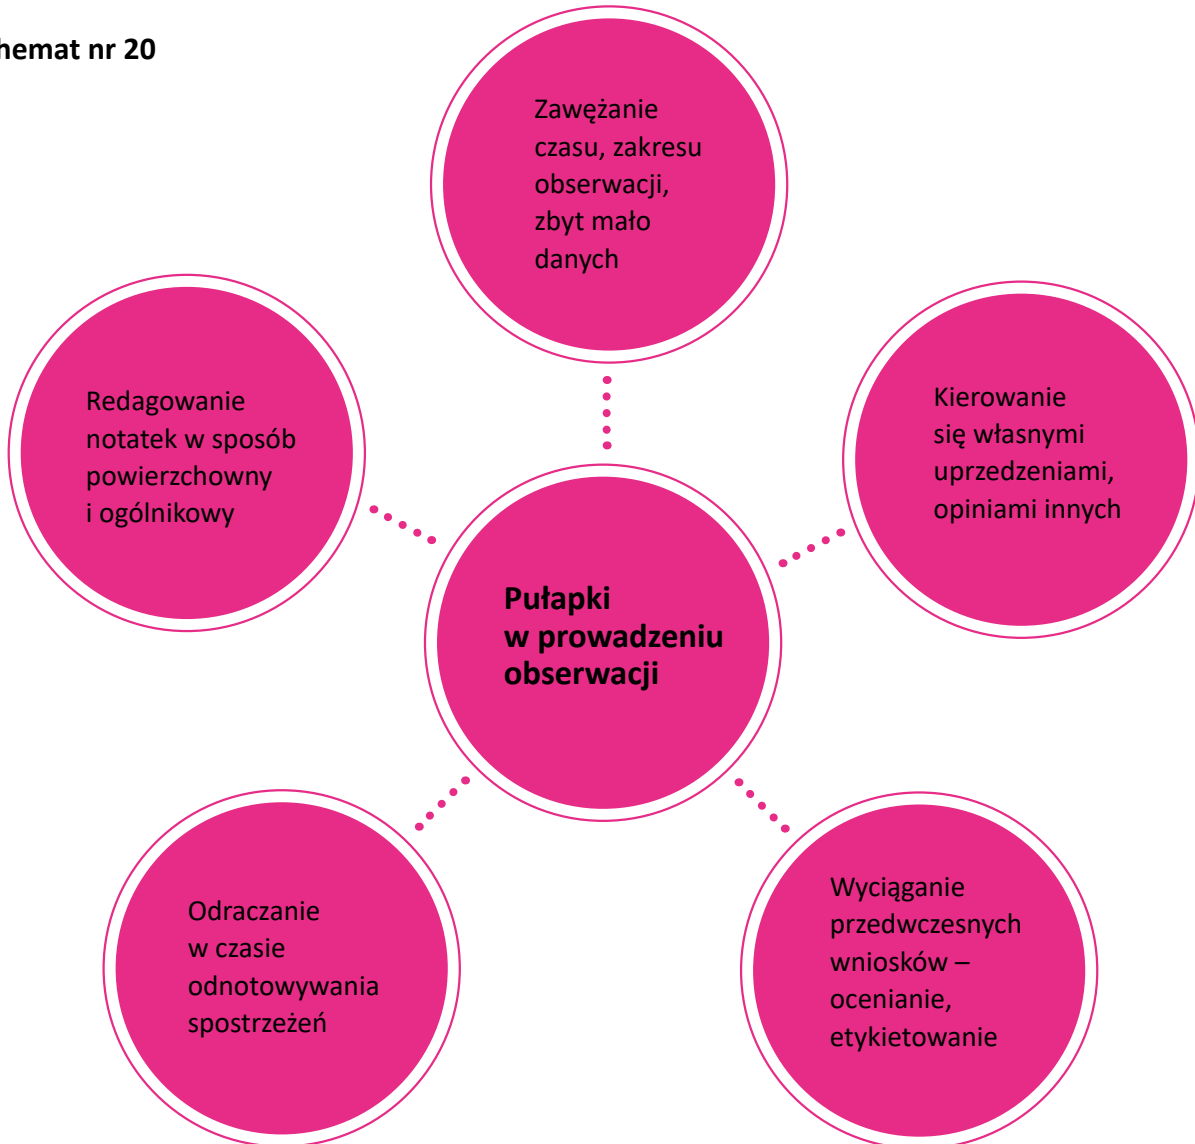 hemat nr 20
Zawężanie
czasu, zakresu
obserwacji,
zbyt mało
danych
Redagowanie
notatek w sposób
powierzchowny
i ogólnikowy
Kierowanie
się własnymi
uprzedzeniami,
opiniami innych
Pułapki
w prowadzeniu
obserwacji
Odraczanie
w czasie
odnotowywania
spostrzeżeń
Wyciąganie
przedwczesnych
wniosków –
ocenianie,
etykietowanie